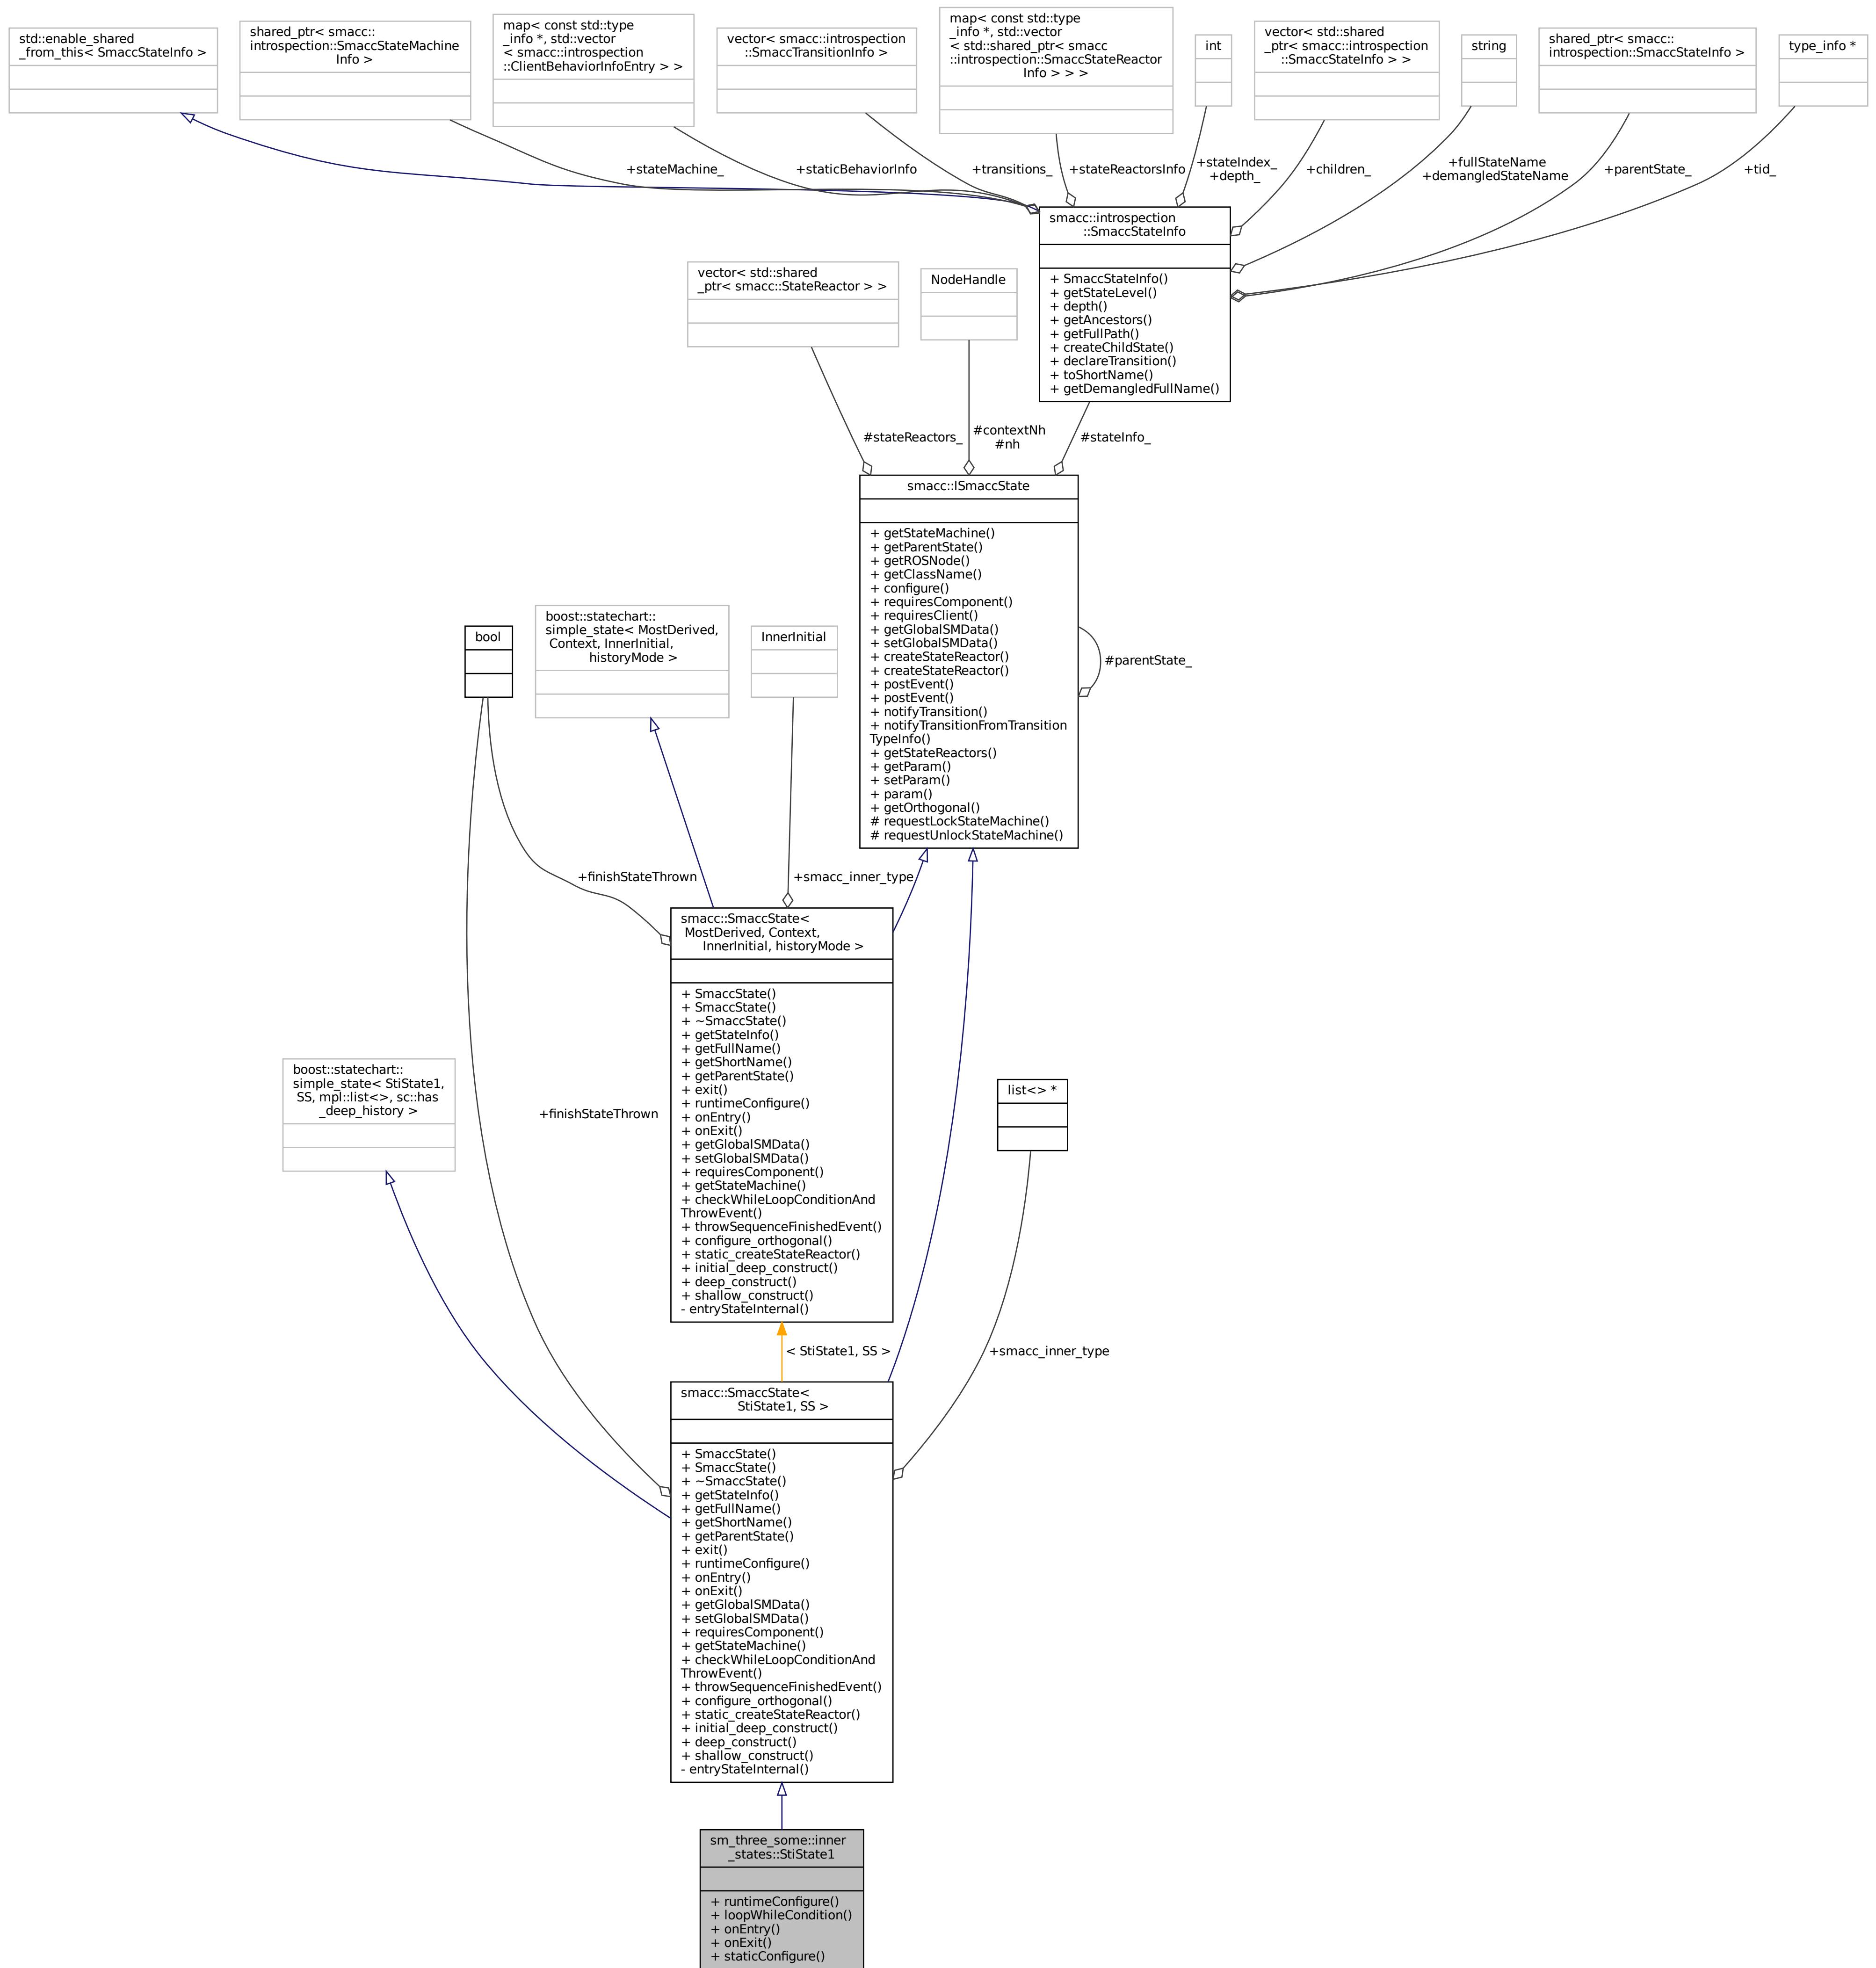 std::enable_shared
_from_this< SmaccStateInfo >
shared_ptr< smacc::
introspection::SmaccStateMachine
Info >
map< const std::type
_info *, std::vector
< smacc::introspection
::ClientBehaviorInfoEntry > >
vector< smacc::introspection
::SmaccTransitionInfo >
map< const std::type
_info *, std::vector
< std::shared_ptr< smacc
::introspection::SmaccStateReactor
Info > > >
int
vector< std::shared
_ptr< smacc::introspection
::SmaccStateInfo > >
string
shared_ptr< smacc::
introspection::SmaccStateInfo >
type_info *
+stateMachine_
+staticBehaviorInfo
+transitions_
+stateReactorsInfo
+stateIndex_
+depth_
+children_
+fullStateName
+demangledStateName
+parentState_
+tid_
smacc::introspection
::SmaccStateInfo
+ SmaccStateInfo()
+ getStateLevel()
+ depth()
+ getAncestors()
+ getFullPath()
+ createChildState()
+ declareTransition()
+ toShortName()
+ getDemangledFullName()
vector< std::shared
_ptr< smacc::StateReactor > >
NodeHandle
#stateReactors_
#contextNh
#nh
#stateInfo_
smacc::ISmaccState
+ getStateMachine()
+ getParentState()
+ getROSNode()
+ getClassName()
+ configure()
+ requiresComponent()
+ requiresClient()
+ getGlobalSMData()
+ setGlobalSMData()
+ createStateReactor()
+ createStateReactor()
+ postEvent()
+ postEvent()
+ notifyTransition()
+ notifyTransitionFromTransition
TypeInfo()
+ getStateReactors()
+ getParam()
+ setParam()
+ param()
+ getOrthogonal()
# requestLockStateMachine()
# requestUnlockStateMachine()
#parentState_
bool
boost::statechart::
simple_state< MostDerived,
Context, InnerInitial,
historyMode >
InnerInitial
+finishStateThrown
+smacc_inner_type
smacc::SmaccState<
MostDerived, Context,
InnerInitial, historyMode >
+ SmaccState()
+ SmaccState()
+ ~SmaccState()
+ getStateInfo()
+ getFullName()
+ getShortName()
+ getParentState()
+ exit()
+ runtimeConfigure()
+ onEntry()
+ onExit()
+ getGlobalSMData()
+ setGlobalSMData()
+ requiresComponent()
+ getStateMachine()
+ checkWhileLoopConditionAnd
ThrowEvent()
+ throwSequenceFinishedEvent()
+ configure_orthogonal()
+ static_createStateReactor()
+ initial_deep_construct()
+ deep_construct()
+ shallow_construct()
- entryStateInternal()
boost::statechart::
simple_state< StiState1,
SS, mpl::list<>, sc::has
_deep_history >
+finishStateThrown
list<> *
< StiState1, SS >
+smacc_inner_type
smacc::SmaccState<
StiState1, SS >
+ SmaccState()
+ SmaccState()
+ ~SmaccState()
+ getStateInfo()
+ getFullName()
+ getShortName()
+ getParentState()
+ exit()
+ runtimeConfigure()
+ onEntry()
+ onExit()
+ getGlobalSMData()
+ setGlobalSMData()
+ requiresComponent()
+ getStateMachine()
+ checkWhileLoopConditionAnd
ThrowEvent()
+ throwSequenceFinishedEvent()
+ configure_orthogonal()
+ static_createStateReactor()
+ initial_deep_construct()
+ deep_construct()
+ shallow_construct()
- entryStateInternal()
sm_three_some::inner
_states::StiState1
+ runtimeConfigure()
+ loopWhileCondition()
+ onEntry()
+ onExit()
+ staticConfigure()